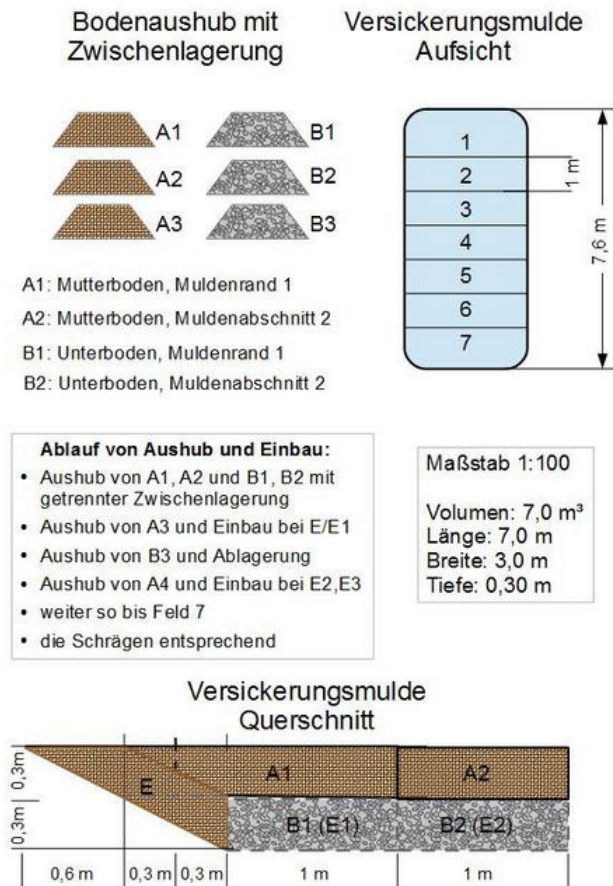 Bodenaushub mit
Zwischenlagerung
Versickerungsmulde
Aufsicht
A1
B1
A2
B2
A3
B3
1
2
3
4
5
6
7
1 m
7,6 m
A1: Mutterboden, Muldenrand 1
A2: Mutterboden, Muldenabschnitt 2
B1: Unterboden, Muldenrand 1
B2: Unterboden, Muldenabschnitt 2
Ablauf von Aushub und Einbau:
• Aushub von A1, A2 und B1, B2 mit
getrennter Zwischenlagerung
• Aushub von A3 und Einbau bei E/E1
• Aushub von B3 und Ablagerung
• Aushub von A4 und Einbau bei E2,E3
• weiter so bis Feld 7
• die Schrägen entsprechend
Maßstab 1:100
Volumen: 7,0 m³
Länge: 7,0 m
Breite: 3,0 m
Tiefe: 0,30 m
Versickerungsmulde
Querschnitt
0,3m
0,3m
E
A1
A2
B1 (E1)
B2 (E2)
0,6 m
0,3 m
0,3 m
1 m
1 m